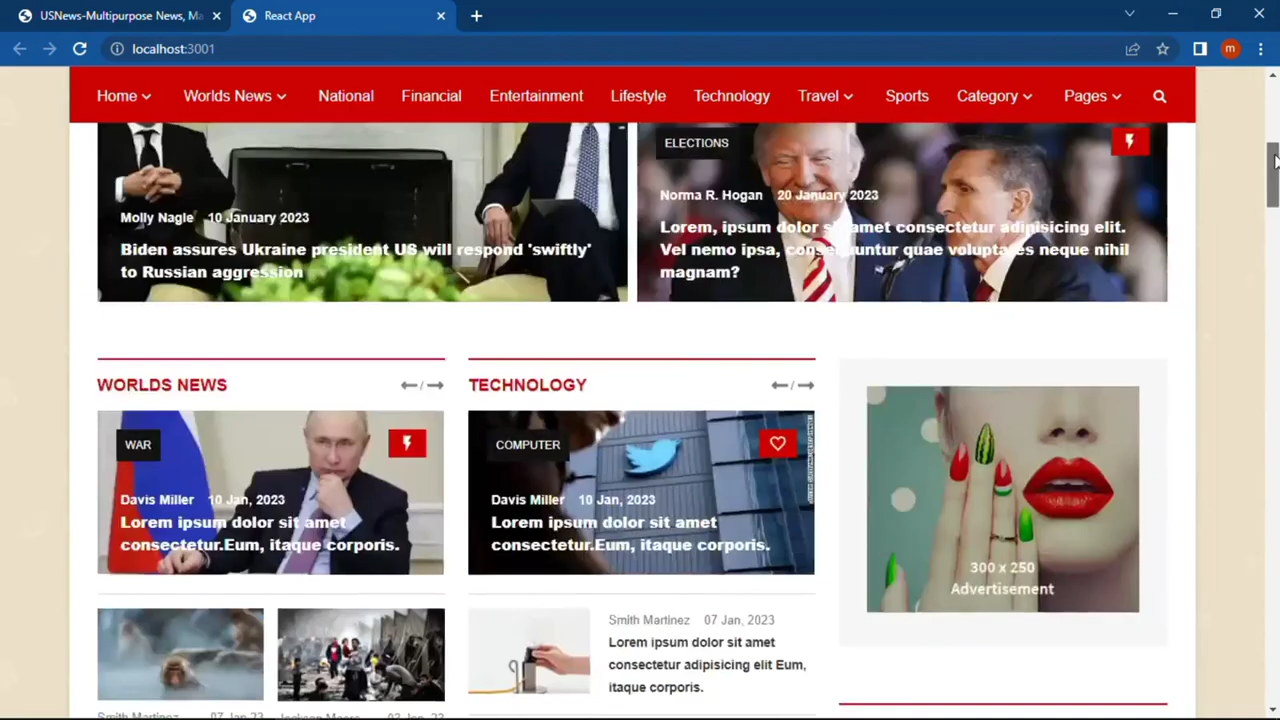 USNews-Multipurpose News, Ma
React App
localhost:3001
m
Home
Worlds News
National
Financial
Entertainment
Lifestyle
Technology
Travel
Sports
Category
Pages
Molly Nagle 10 January 2023
Biden assures Ukraine president US will respond 'swiftly'
to Russian aggression
ELECTIONS
Norma R. Hogan 20 January 2023
Lorem, ipsum dolor sit amet consectetur adipisicing elit.
Vel nemo ipsa, consequuntur quae voluptates neque nihil
magnam?
WORLDS NEWS
/
WAR
Davis Miller 10 Jan, 2023
Lorem ipsum dolor sit amet
consectetur.Eum, itaque corporis.
Smith Martinez 07 Jan, 23
TECHNOLOGY
/
COMPUTER
Davis Miller 10 Jan, 2023
Lorem ipsum dolor sit amet
consectetur.Eum, itaque corporis.
Smith Martinez 07 Jan, 2023
Lorem ipsum dolor sit amet
consectetur adipisicing elit Eum,
itaque corporis.
300 x 250
Advertisement